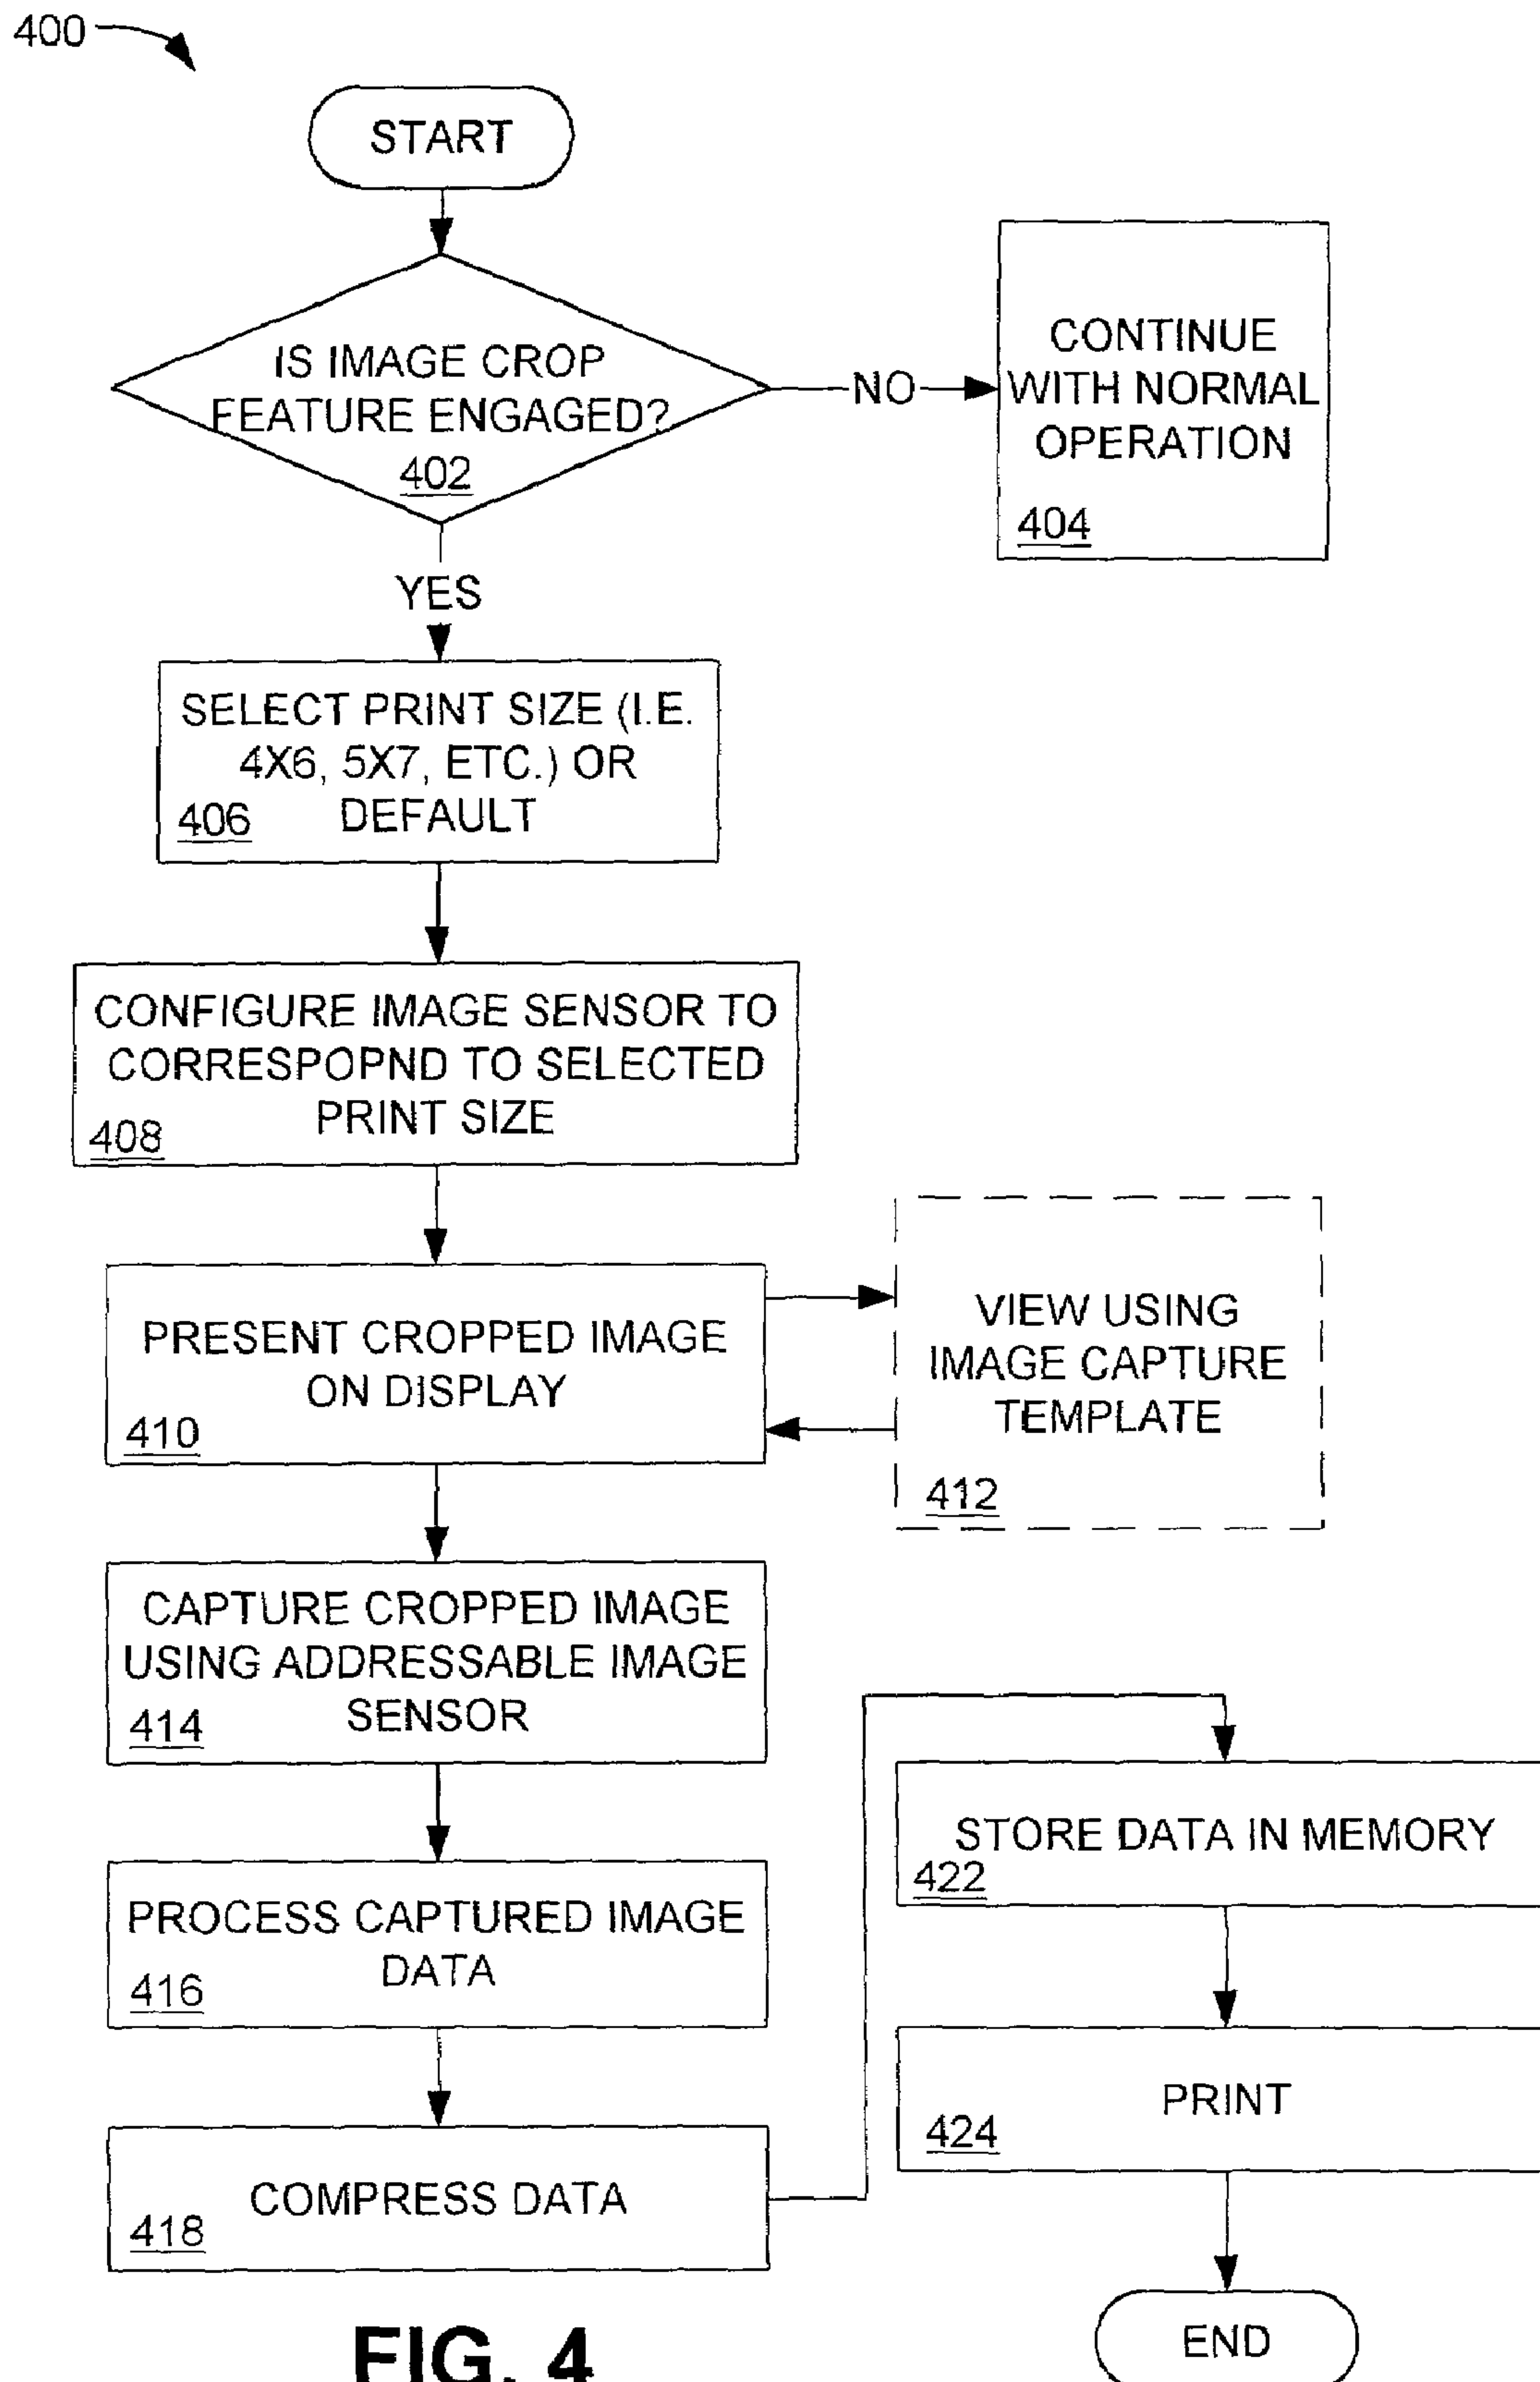 400
START
IS IMAGE CROP
FEATURE ENGAGED?
402
NO
CONTINUE
WITH NORMAL
OPERATION
404
YES
SELECT PRINT SIZE (I.E.
4X6, 5X7, ETC.) OR
DEFAULT
406
CONFIGURE IMAGE SENSOR TO
CORRESPOPND TO SELECTED
PRINT SIZE
408
PRESENT CROPPED IMAGE
ON DISPLAY
410
VIEW USING
IMAGE CAPTURE
TEMPLATE
412
CAPTURE CROPPED IMAGE
USING ADDRESSABLE IMAGE
SENSOR
414
PROCESS CAPTURED IMAGE
DATA
416
COMPRESS DATA
418
STORE DATA IN MEMORY
422
PRINT
424
END
FIG. 4